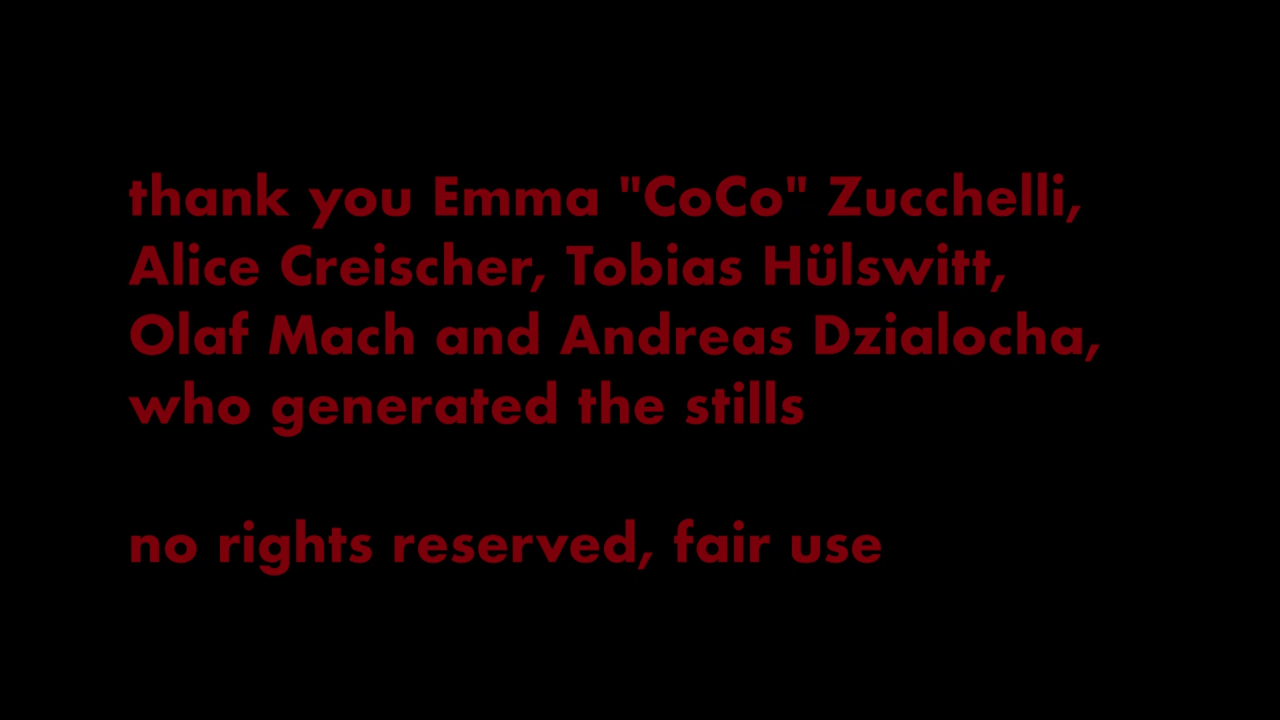 thank you Emma "CoCo" Zucchelli,
Alice Creischer, Tobias Hülswitt,
Olaf Mach and Andreas Dzialocha,
who generated the stills
no rights reserved, fair use